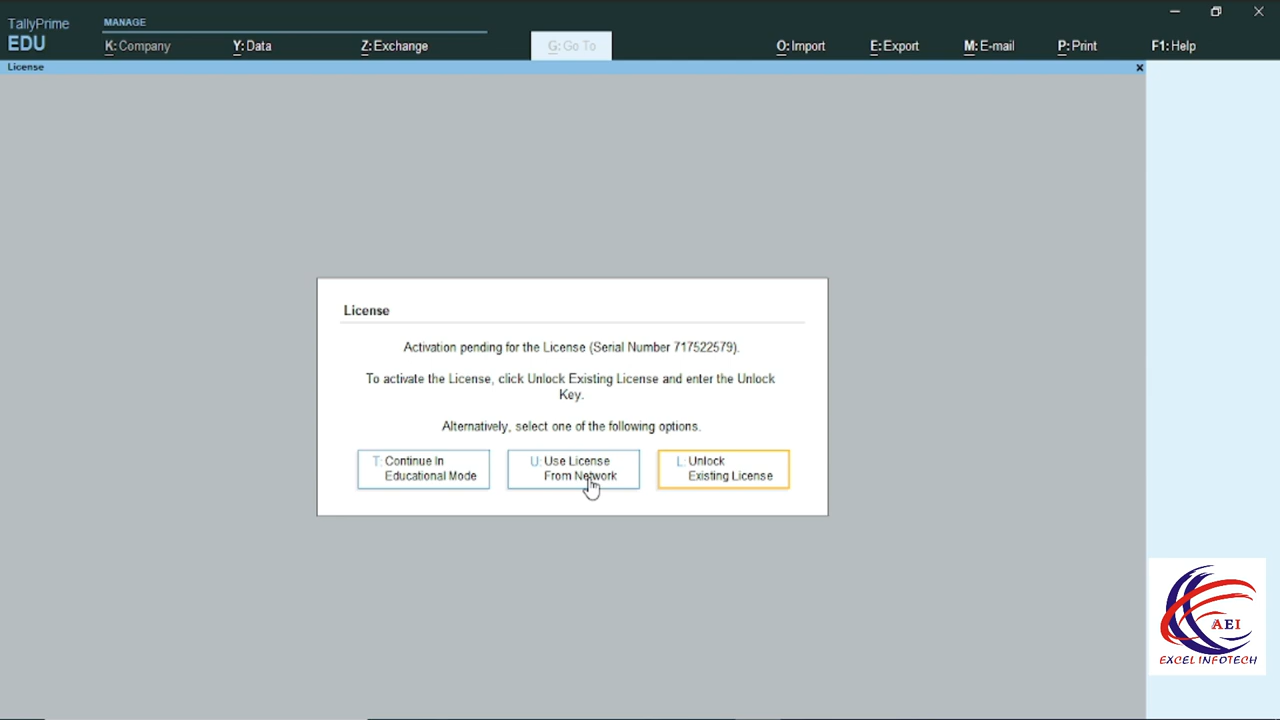 TallyPrime
EDU
MANAGE
K: Company
Y: Data
Z: Exchange
G: Go To
O: Import
E: Export
M: E-mail
P: Print
F1: Help
License
License
Activation pending for the License (Serial Number 717522579).
To activate the License, click Unlock Existing License and enter the Unlock
Key.
Alternatively, select one of the following options.
T: Continue In
Educational Mode
U: Use License
From Network
L: Unlock
Existing License
AEI
EXCEL INFOTECH